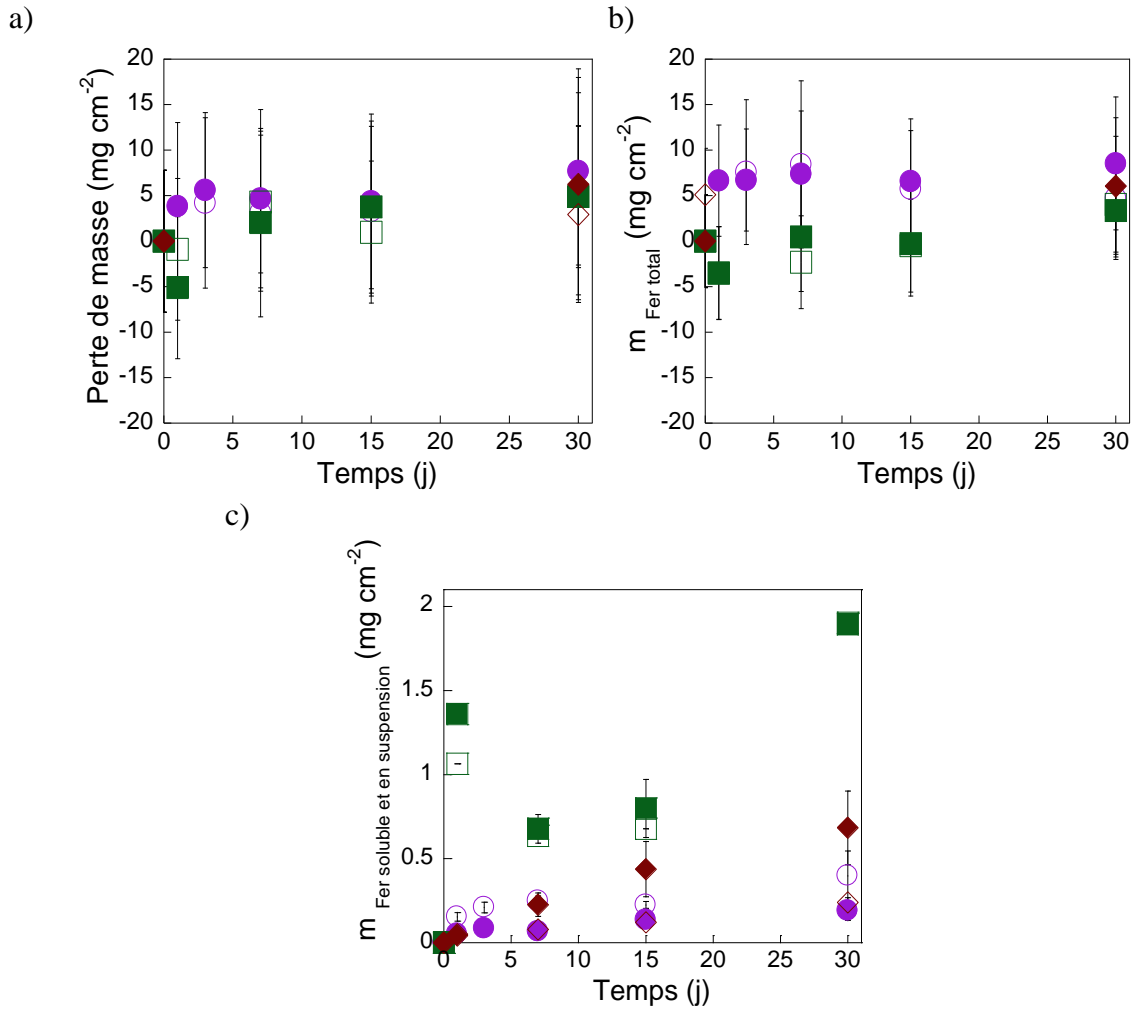 a)
b)
20
15
10
5
0
-5
-10
-15
-20
Perte de masse (mg cm-2)
0 5 10 15 20 25 30
Temps (j)
20
15
10
5
0
-5
-10
-15
-20
m Fer total (mg cm-2)
0 5 10 15 20 25 30
Temps (j)
c)
2
1.5
1
0.5
0
m Fer soluble et en suspension (mg cm-2)
0 5 10 15 20 25 30
Temps (j)